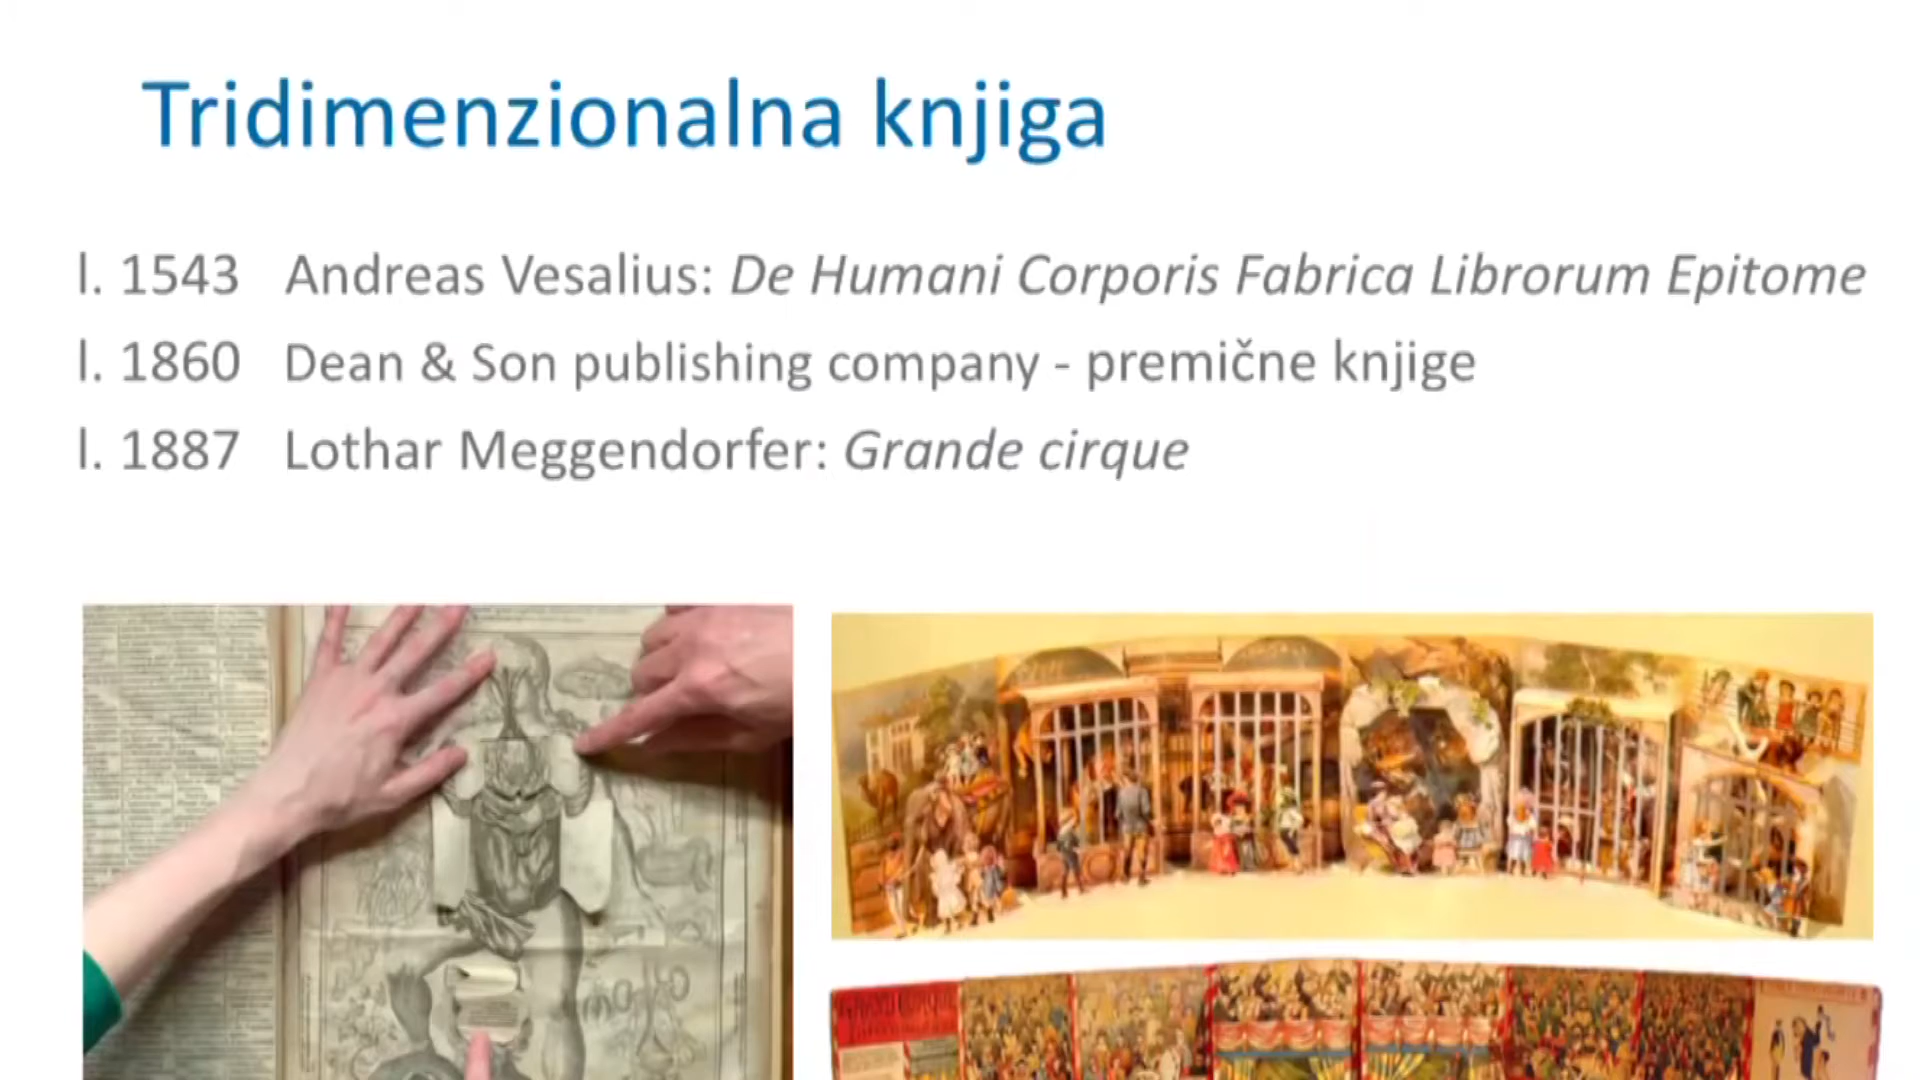 Tridimenzionalna knjiga
l. 1543 Andreas Vesalius: De Humani Corporis Fabrica Librorum Epitome
l. 1860 Dean & Son publishing company - premične knjige
l. 1887 Lothar Meggendorfer: Grande cirque